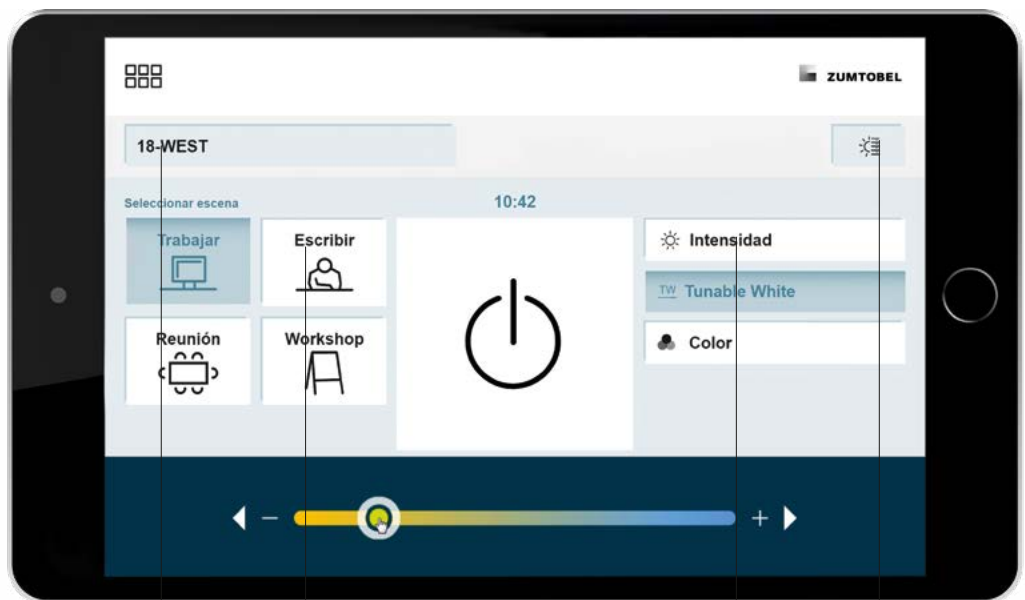 ZUMTOBEL
18-WEST
Seleccionar escena
10:42
Trabajar
Escribir
Intensidad
TW Tunable White
Reunión
Workshop
Color